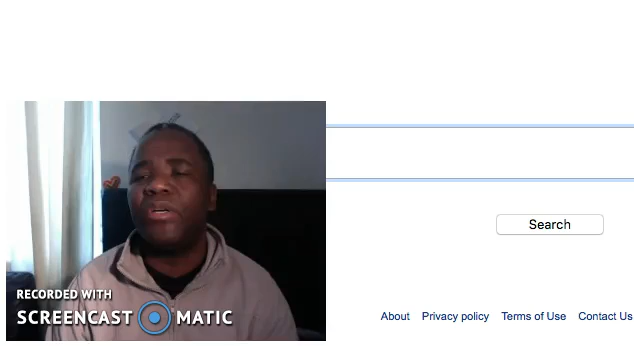 Search
About Privacy policy Terms of Use Contact Us
RECORDED WITH
SCREENCAST MATIC